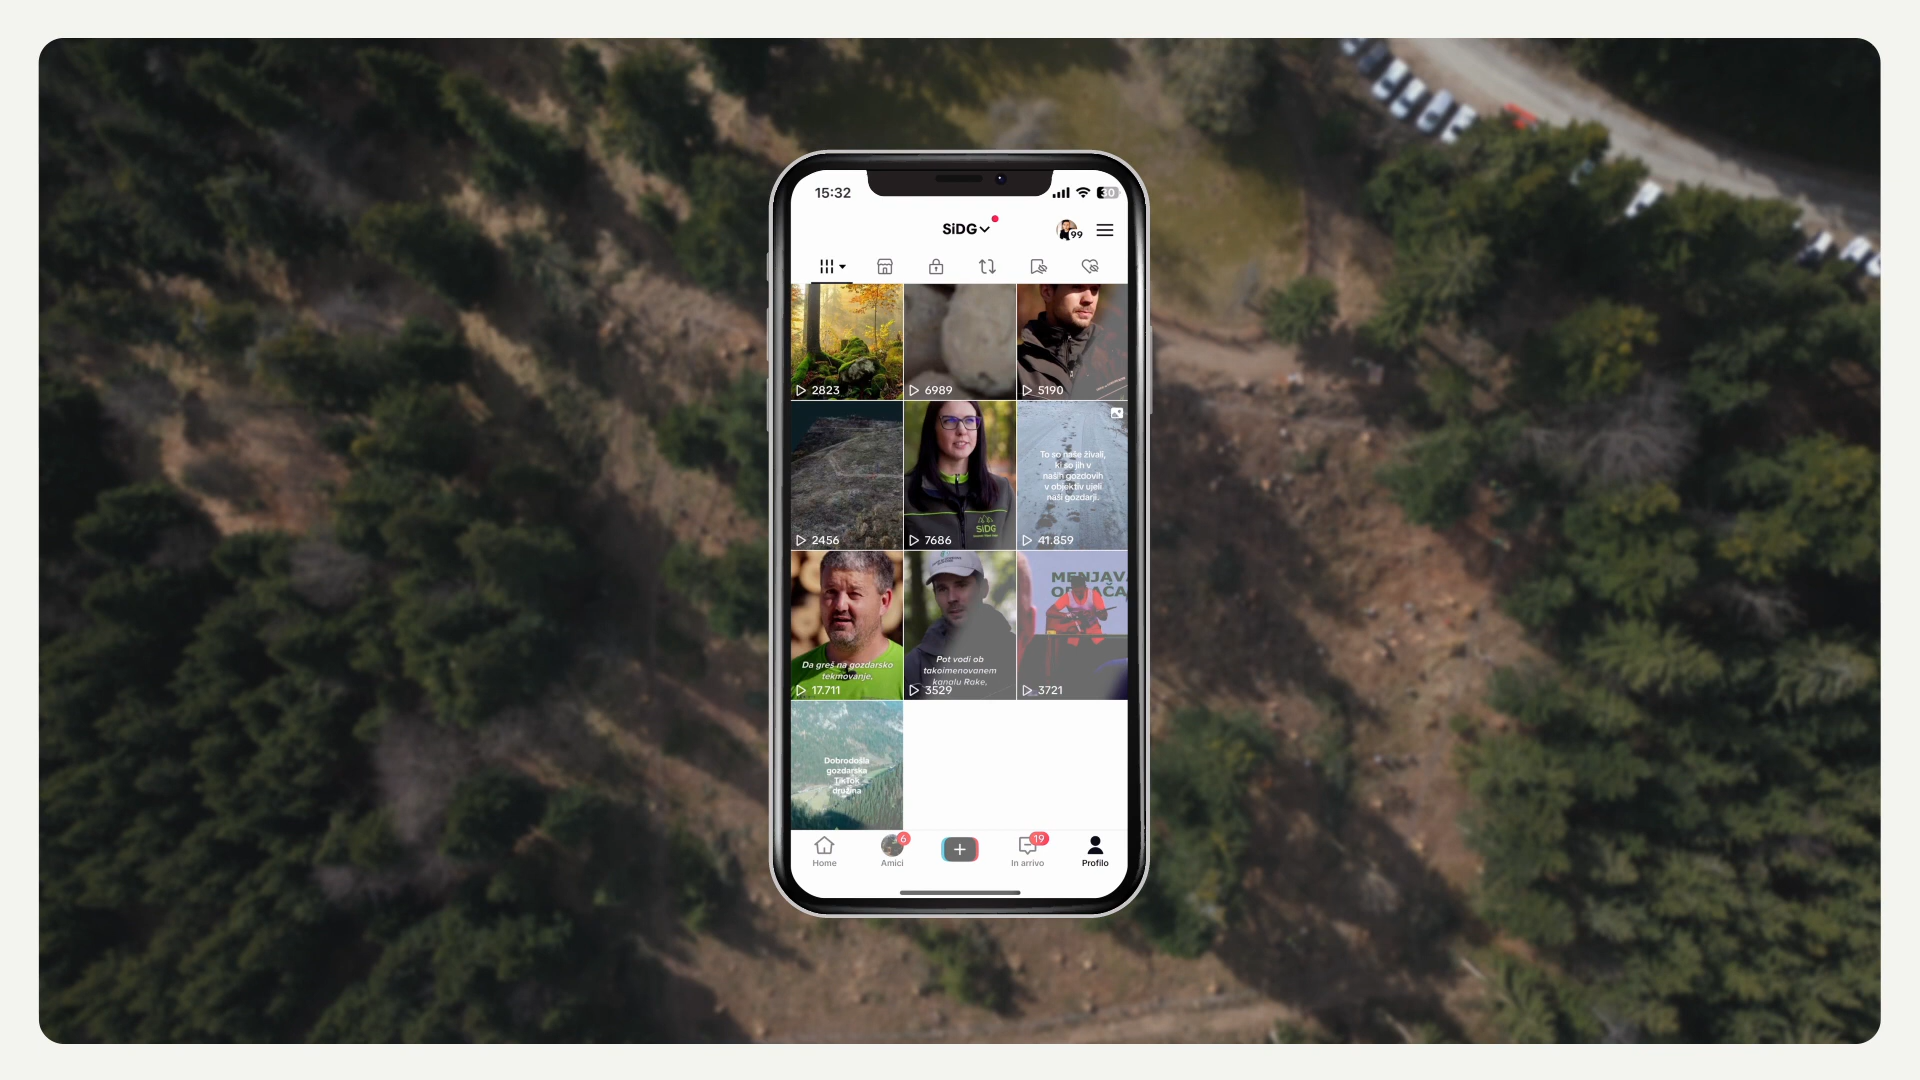 15:32
30
SiDG
99
2823
6989
5190
SiDG
To so naše živali,
ki so jih v
naših gozdovih
v objektiv ujeli
naši gozdarji.
2456
7686
41.859
Da greš na gozdarsko
tekmovanje,
Pot vodi ob
takoimenovanem
kanalu Rake,
MENJAVA
17.711
3529
3721
Dobrodošla
gozdarska
TikTok
družina
6
19
Home
Amici
In arrivo
Profilo